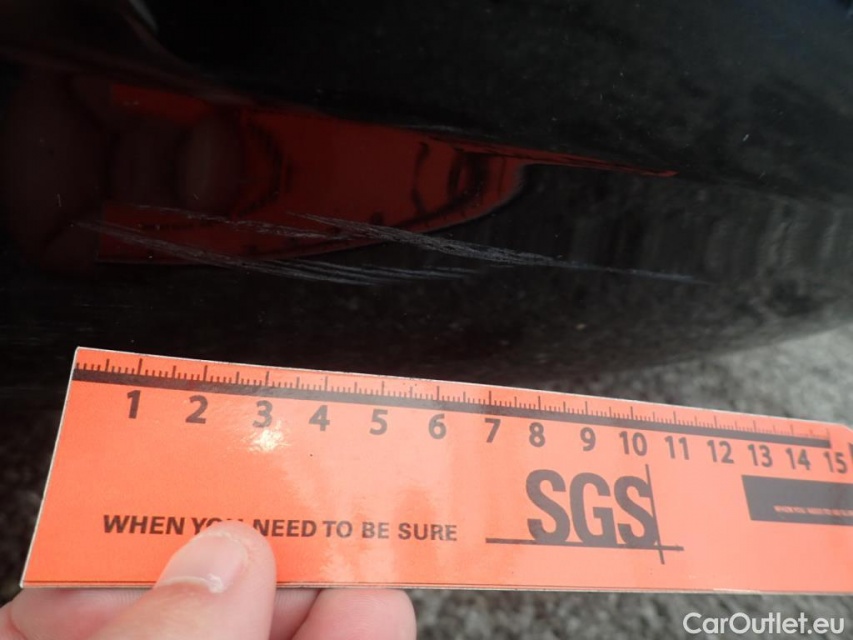 1 2 3 4 5 6 7 8 9 10 11 12 13 14 15
WHEN YOU NEED TO BE SURE
SGS
CarOutlet.eu